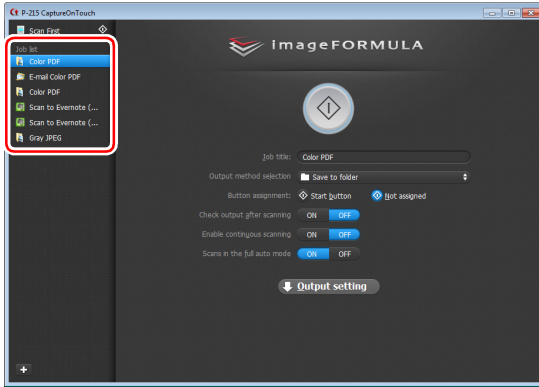 Ct P-215 CaptureOnTouch
Scan First
Job list
Color PDF
E-mail Color PDF
Color PDF
Scan to Evernote (...
Scan to Evernote (...
Gray JPEG
imageFORMULA
Job title: Color PDF
Output method selection Save to folder
Button assignment: Start button Not assigned
Check output after scanning ON OFF
Enable continuous scanning ON OFF
Scans in the full auto mode ON OFF
Output setting